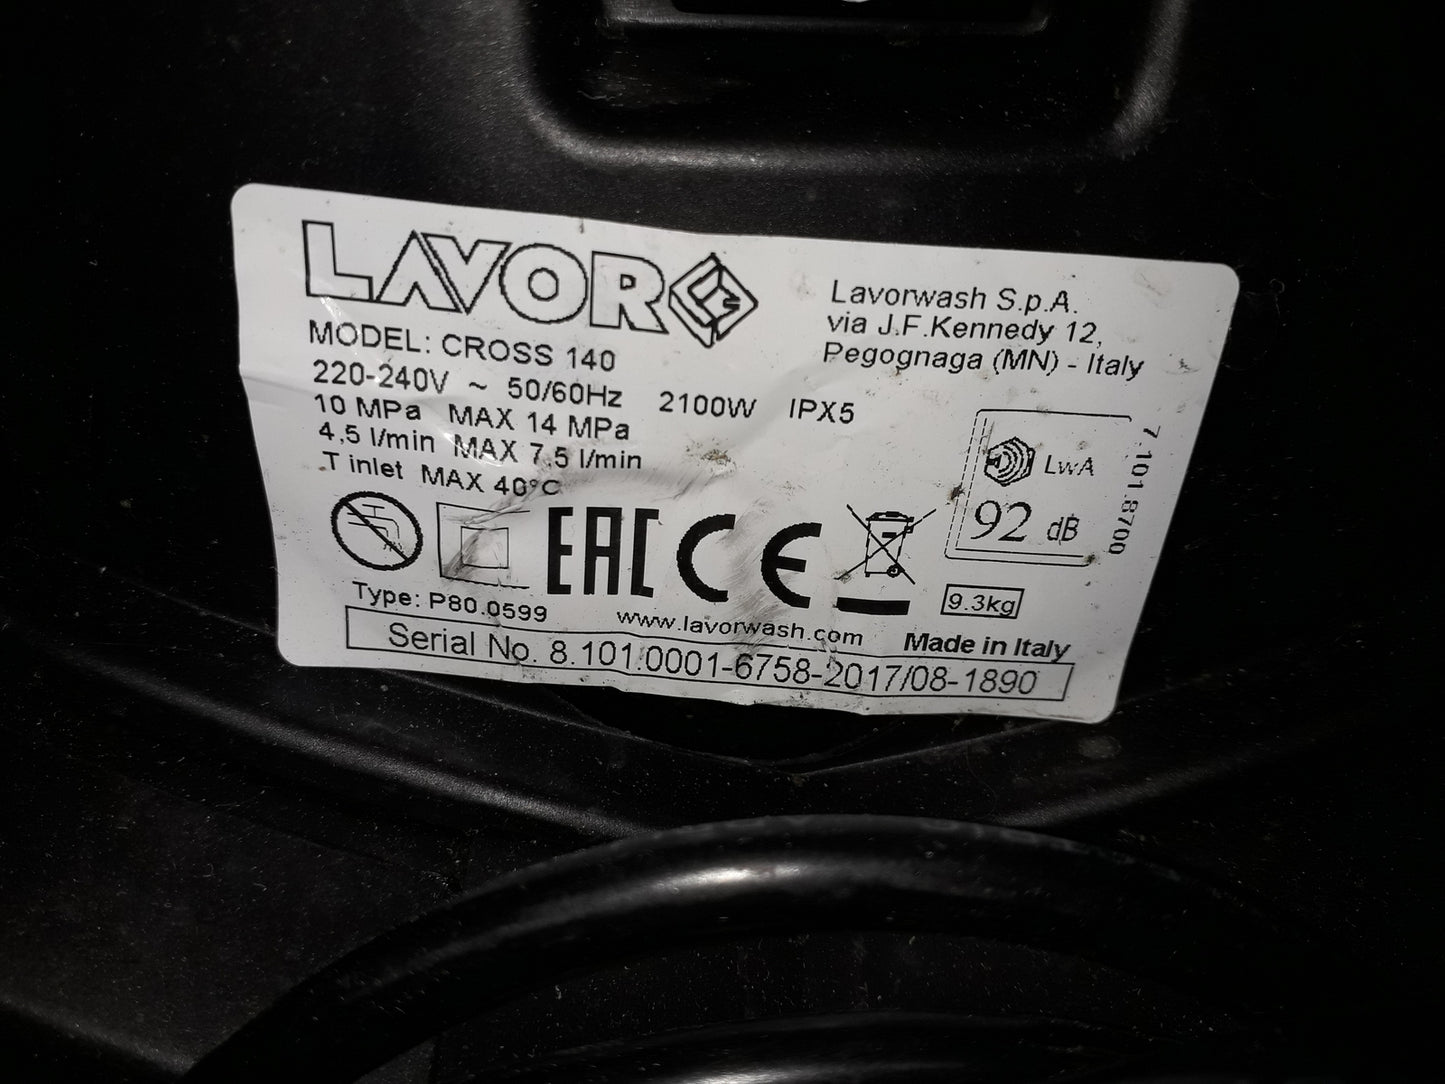 LAVOR
MODEL: CROSS 140
220-240V ~ 50/60Hz 2100W IPX5
10 MPa MAX 14 MPa
4,5 l/min MAX 7,5 l/min
T inlet MAX 40°C
Lavorwash S.p.A.
via J.F.Kennedy 12,
Pegognaga (MN) - Italy
LwA
92 dB
7.101.8700
EAC CE
9.3kg
Type: P80.0599
www.lavorwash.com
Made in Italy
Serial No. 8.101.0001-6758-2017/08-1890